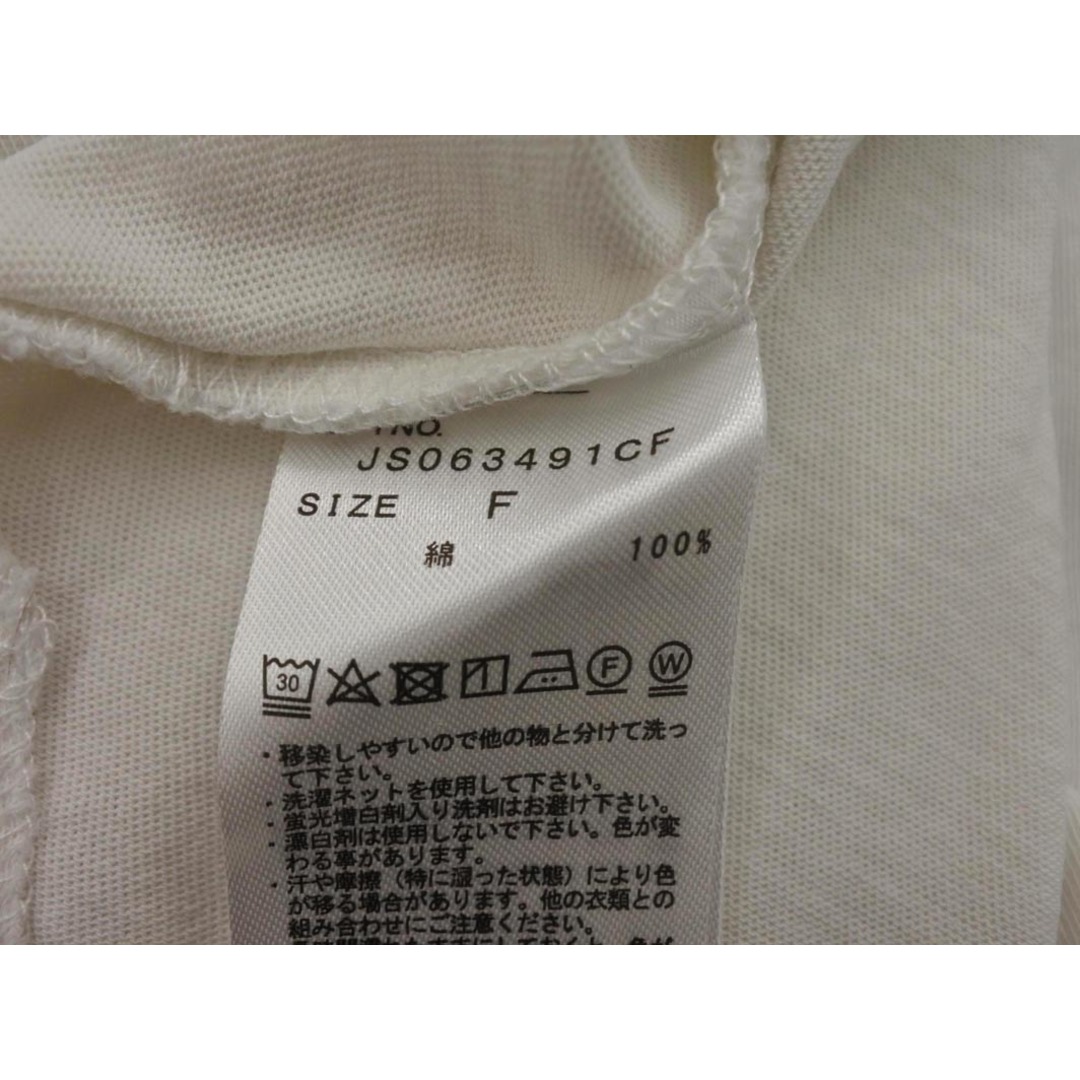 NO.
JS063491CF
SIZE F
綿 100%
30 F W
・移染しやすいので他の物と分けて洗っ
て下さい。
・洗濯ネットを使用して下さい。
・蛍光増白剤入り洗剤はお避け下さい。
・漂白剤は使用しないで下さい。色が変
わる事があります。
・汗や摩擦（特に湿った状態）により色
が移る場合があります。他の衣類との
組み合わせにご注意ください。